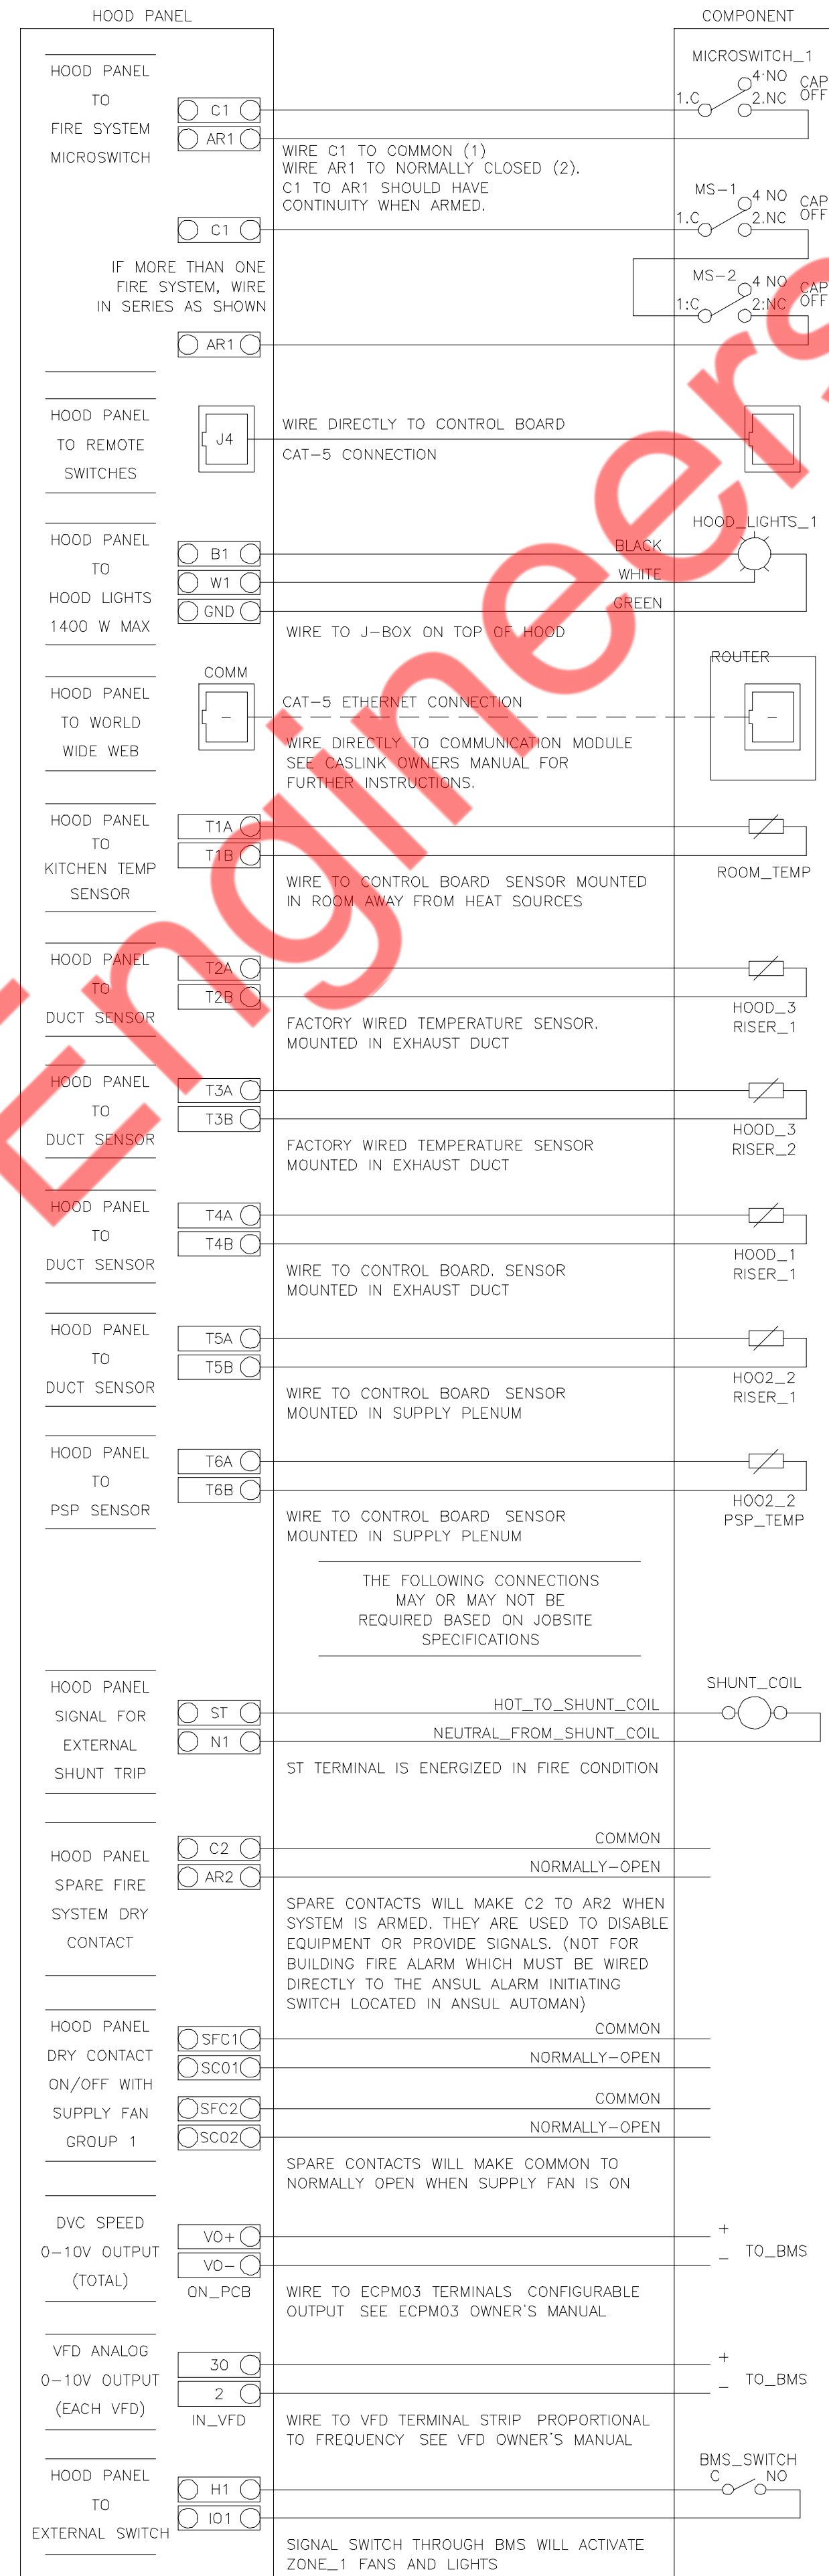 HOOD PANEL
COMPONENT
HOOD PANEL
TO
FIRE SYSTEM
MICROSWITCH
C1
AR1
MICROSWITCH_1
4·NO
CAP
OFF
1.C
2.NC
WIRE C1 TO COMMON (1)
WIRE AR1 TO NORMALLY CLOSED (2).
C1 TO AR1 SHOULD HAVE
CONTINUITY WHEN ARMED.
C1
MS-1
4 NO
CAP
OFF
1.C
2.NC
IF MORE THAN ONE
FIRE SYSTEM, WIRE
IN SERIES AS SHOWN
MS-2
4 NO
CAP
OFF
1:C
2:NC
AR1
HOOD PANEL
TO REMOTE
SWITCHES
J4
WIRE DIRECTLY TO CONTROL BOARD
CAT-5 CONNECTION
HOOD PANEL
TO
HOOD LIGHTS
1400 W MAX
B1
W1
GND
HOOD_LIGHTS_1
BLACK
WHITE
GREEN
WIRE TO J-BOX ON TOP OF HOOD
HOOD PANEL
TO WORLD
WIDE WEB
COMM
ROUTER
CAT-5 ETHERNET CONNECTION
WIRE DIRECTLY TO COMMUNICATION MODULE
SEE CASLINK OWNERS MANUAL FOR
FURTHER INSTRUCTIONS.
HOOD PANEL
TO
KITCHEN TEMP
SENSOR
T1A
T1B
ROOM_TEMP
WIRE TO CONTROL BOARD SENSOR MOUNTED
IN ROOM AWAY FROM HEAT SOURCES
HOOD PANEL
TO
DUCT SENSOR
T2A
T2B
HOOD_3
RISER_1
FACTORY WIRED TEMPERATURE SENSOR.
MOUNTED IN EXHAUST DUCT
HOOD PANEL
TO
DUCT SENSOR
T3A
T3B
HOOD_3
RISER_2
FACTORY WIRED TEMPERATURE SENSOR
MOUNTED IN EXHAUST DUCT
HOOD PANEL
TO
DUCT SENSOR
T4A
T4B
HOOD_1
RISER_1
WIRE TO CONTROL BOARD. SENSOR
MOUNTED IN EXHAUST DUCT
HOOD PANEL
TO
DUCT SENSOR
T5A
T5B
HOO2_2
RISER_1
WIRE TO CONTROL BOARD SENSOR
MOUNTED IN SUPPLY PLENUM
HOOD PANEL
TO
PSP SENSOR
T6A
T6B
HOO2_2
PSP_TEMP
WIRE TO CONTROL BOARD SENSOR
MOUNTED IN SUPPLY PLENUM
THE FOLLOWING CONNECTIONS
MAY OR MAY NOT BE
REQUIRED BASED ON JOBSITE
SPECIFICATIONS
HOOD PANEL
SIGNAL FOR
EXTERNAL
SHUNT TRIP
ST
N1
SHUNT_COIL
HOT_TO_SHUNT_COIL
NEUTRAL_FROM_SHUNT_COIL
ST TERMINAL IS ENERGIZED IN FIRE CONDITION
HOOD PANEL
SPARE FIRE
SYSTEM DRY
CONTACT
C2
AR2
COMMON
NORMALLY-OPEN
SPARE CONTACTS WILL MAKE C2 TO AR2 WHEN
SYSTEM IS ARMED. THEY ARE USED TO DISABLE
EQUIPMENT OR PROVIDE SIGNALS. (NOT FOR
BUILDING FIRE ALARM WHICH MUST BE WIRED
DIRECTLY TO THE ANSUL ALARM INITIATING
SWITCH LOCATED IN ANSUL AUTOMAN)
HOOD PANEL
DRY CONTACT
ON/OFF WITH
SUPPLY FAN
GROUP 1
SFC1
SCO1
SFC2
SCO2
COMMON
NORMALLY-OPEN
COMMON
NORMALLY-OPEN
SPARE CONTACTS WILL MAKE COMMON TO
NORMALLY OPEN WHEN SUPPLY FAN IS ON
DVC SPEED
0-10V OUTPUT
(TOTAL)
VO+
VO-
ON_PCB
+
-
TO_BMS
WIRE TO ECPM03 TERMINALS CONFIGURABLE
OUTPUT SEE ECPM03 OWNER'S MANUAL
VFD ANALOG
0-10V OUTPUT
(EACH VFD)
30
2
IN_VFD
+
-
TO_BMS
WIRE TO VFD TERMINAL STRIP PROPORTIONAL
TO FREQUENCY SEE VFD OWNER'S MANUAL
HOOD PANEL
TO
EXTERNAL SWITCH
H1
IO1
BMS_SWITCH
C
NO
SIGNAL SWITCH THROUGH BMS WILL ACTIVATE
ZONE_1 FANS AND LIGHTS
Engineers